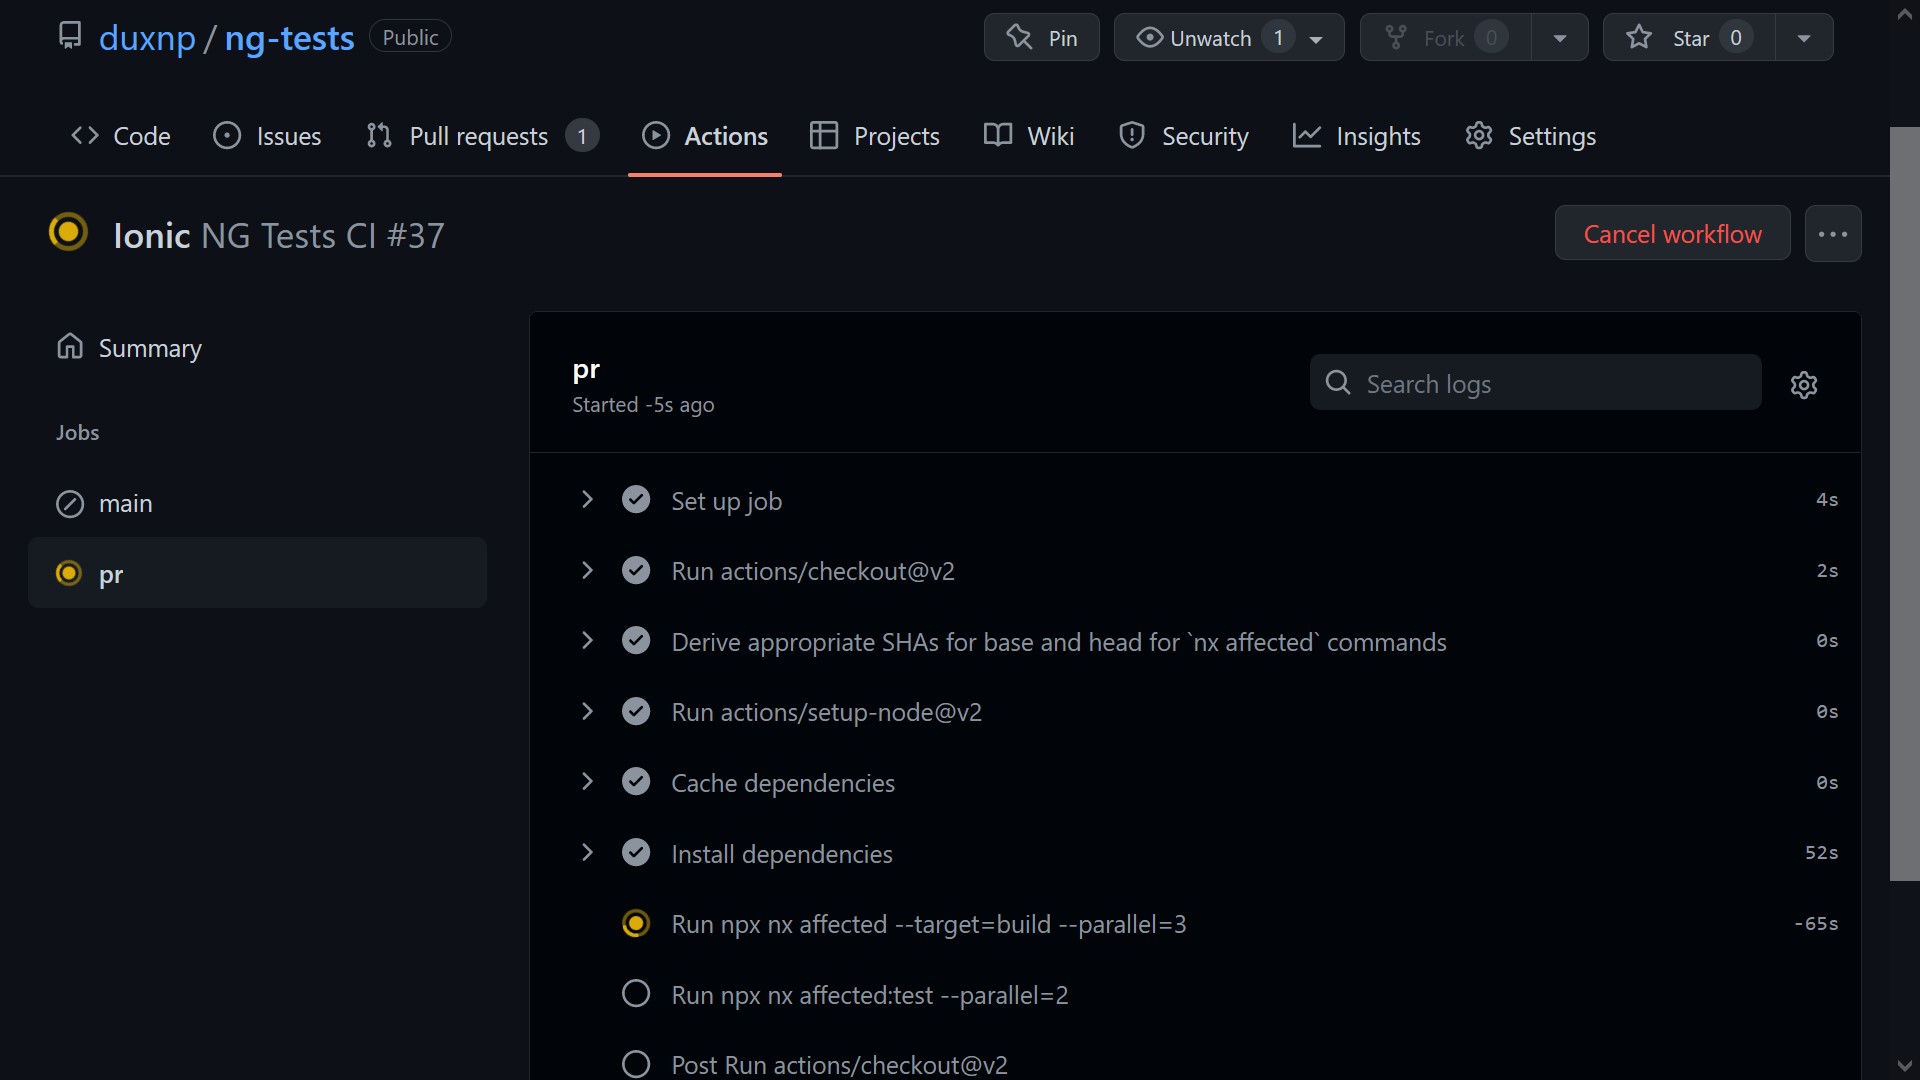 duxnp / ng-tests Public
Pin Unwatch 1 Fork 0 Star 0
Code Issues Pull requests 1 Actions Projects Wiki Security Insights Settings
Ionic NG Tests CI #37
Cancel workflow
Summary
Jobs
main
pr
pr
Started -5s ago
Search logs
Set up job 4s
Run actions/checkout@v2 2s
Derive appropriate SHAs for base and head for `nx affected` commands 0s
Run actions/setup-node@v2 0s
Cache dependencies 0s
Install dependencies 52s
Run npx nx affected --target=build --parallel=3 -65s
Run npx nx affected:test --parallel=2
Post Run actions/checkout@v2